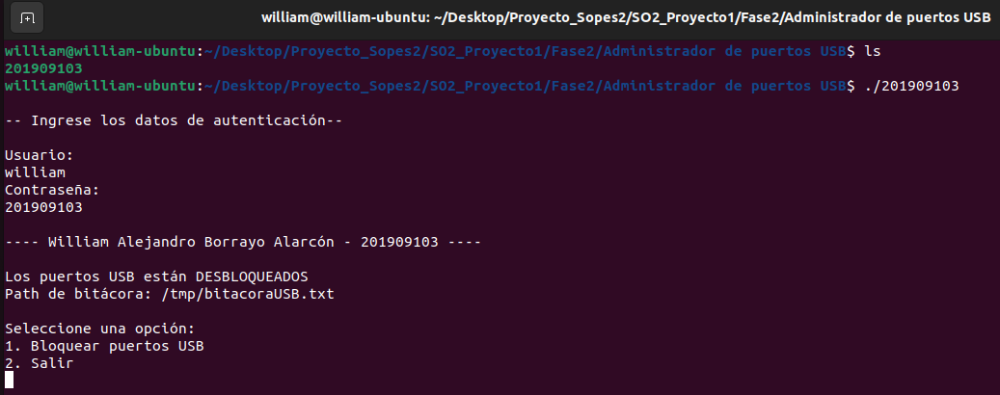 william@william-ubuntu: ~/Desktop/Proyecto_Sopes2/SO2_Proyecto1/Fase2/Administrador de puertos USB
william@william-ubuntu:~/Desktop/Proyecto_Sopes2/SO2_Proyecto1/Fase2/Administrador de puertos USB$ ls
201909103
william@william-ubuntu:~/Desktop/Proyecto_Sopes2/SO2_Proyecto1/Fase2/Administrador de puertos USB$ ./201909103
-- Ingrese los datos de autenticación--
Usuario:
william
Contraseña:
201909103
---- William Alejandro Borrayo Alarcón - 201909103 ----
Los puertos USB están DESBLOQUEADOS
Path de bitácora: /tmp/bitacoraUSB.txt
Seleccione una opción:
1. Bloquear puertos USB
2. Salir